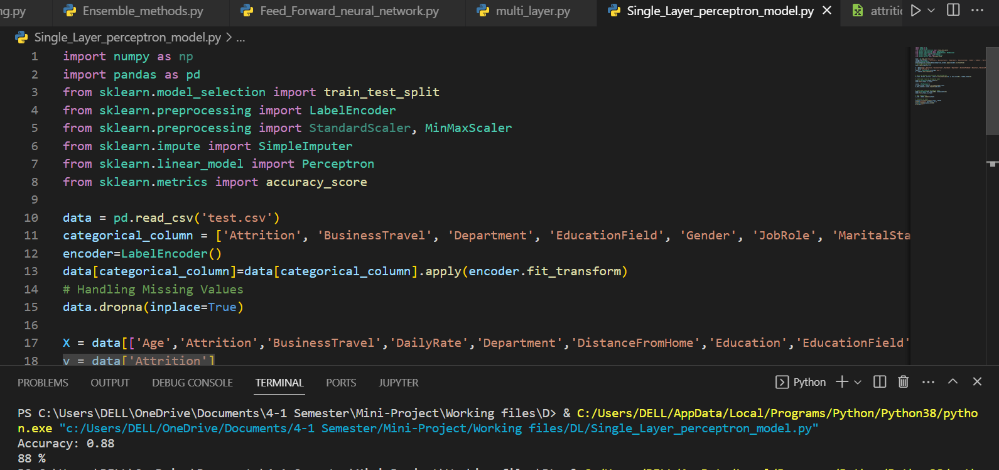 ng.py Ensemble_methods.py Feed_Forward_neural_network.py multi_layer.py Single_Layer_perceptron_model.py attritic
Single_Layer_perceptron_model.py > ...
1 import numpy as np
2 import pandas as pd
3 from sklearn.model_selection import train_test_split
4 from sklearn.preprocessing import LabelEncoder
5 from sklearn.preprocessing import StandardScaler, MinMaxScaler
6 from sklearn.impute import SimpleImputer
7 from sklearn.linear_model import Perceptron
8 from sklearn.metrics import accuracy_score
9
10 data = pd.read_csv('test.csv')
11 categorical_column = ['Attrition', 'BusinessTravel', 'Department', 'EducationField', 'Gender', 'JobRole', 'MaritalSta
12 encoder=LabelEncoder()
13 data[categorical_column]=data[categorical_column].apply(encoder.fit_transform)
14 # Handling Missing Values
15 data.dropna(inplace=True)
16
17 X = data[['Age','Attrition','BusinessTravel','DailyRate','Department','DistanceFromHome','Education','EducationField'
18 y = data['Attrition']
PROBLEMS OUTPUT DEBUG CONSOLE TERMINAL PORTS JUPYTER Python
PS C:\Users\DELL\OneDrive\Documents\4-1 Semester\Mini-Project\Working files\D> & C:/Users/DELL/AppData/Local/Programs/Python/Python38/pytho
n.exe "c:/Users/DELL/OneDrive/Documents/4-1 Semester/Mini-Project/Working files/DL/Single_Layer_perceptron_model.py"
Accuracy: 0.88
88 %